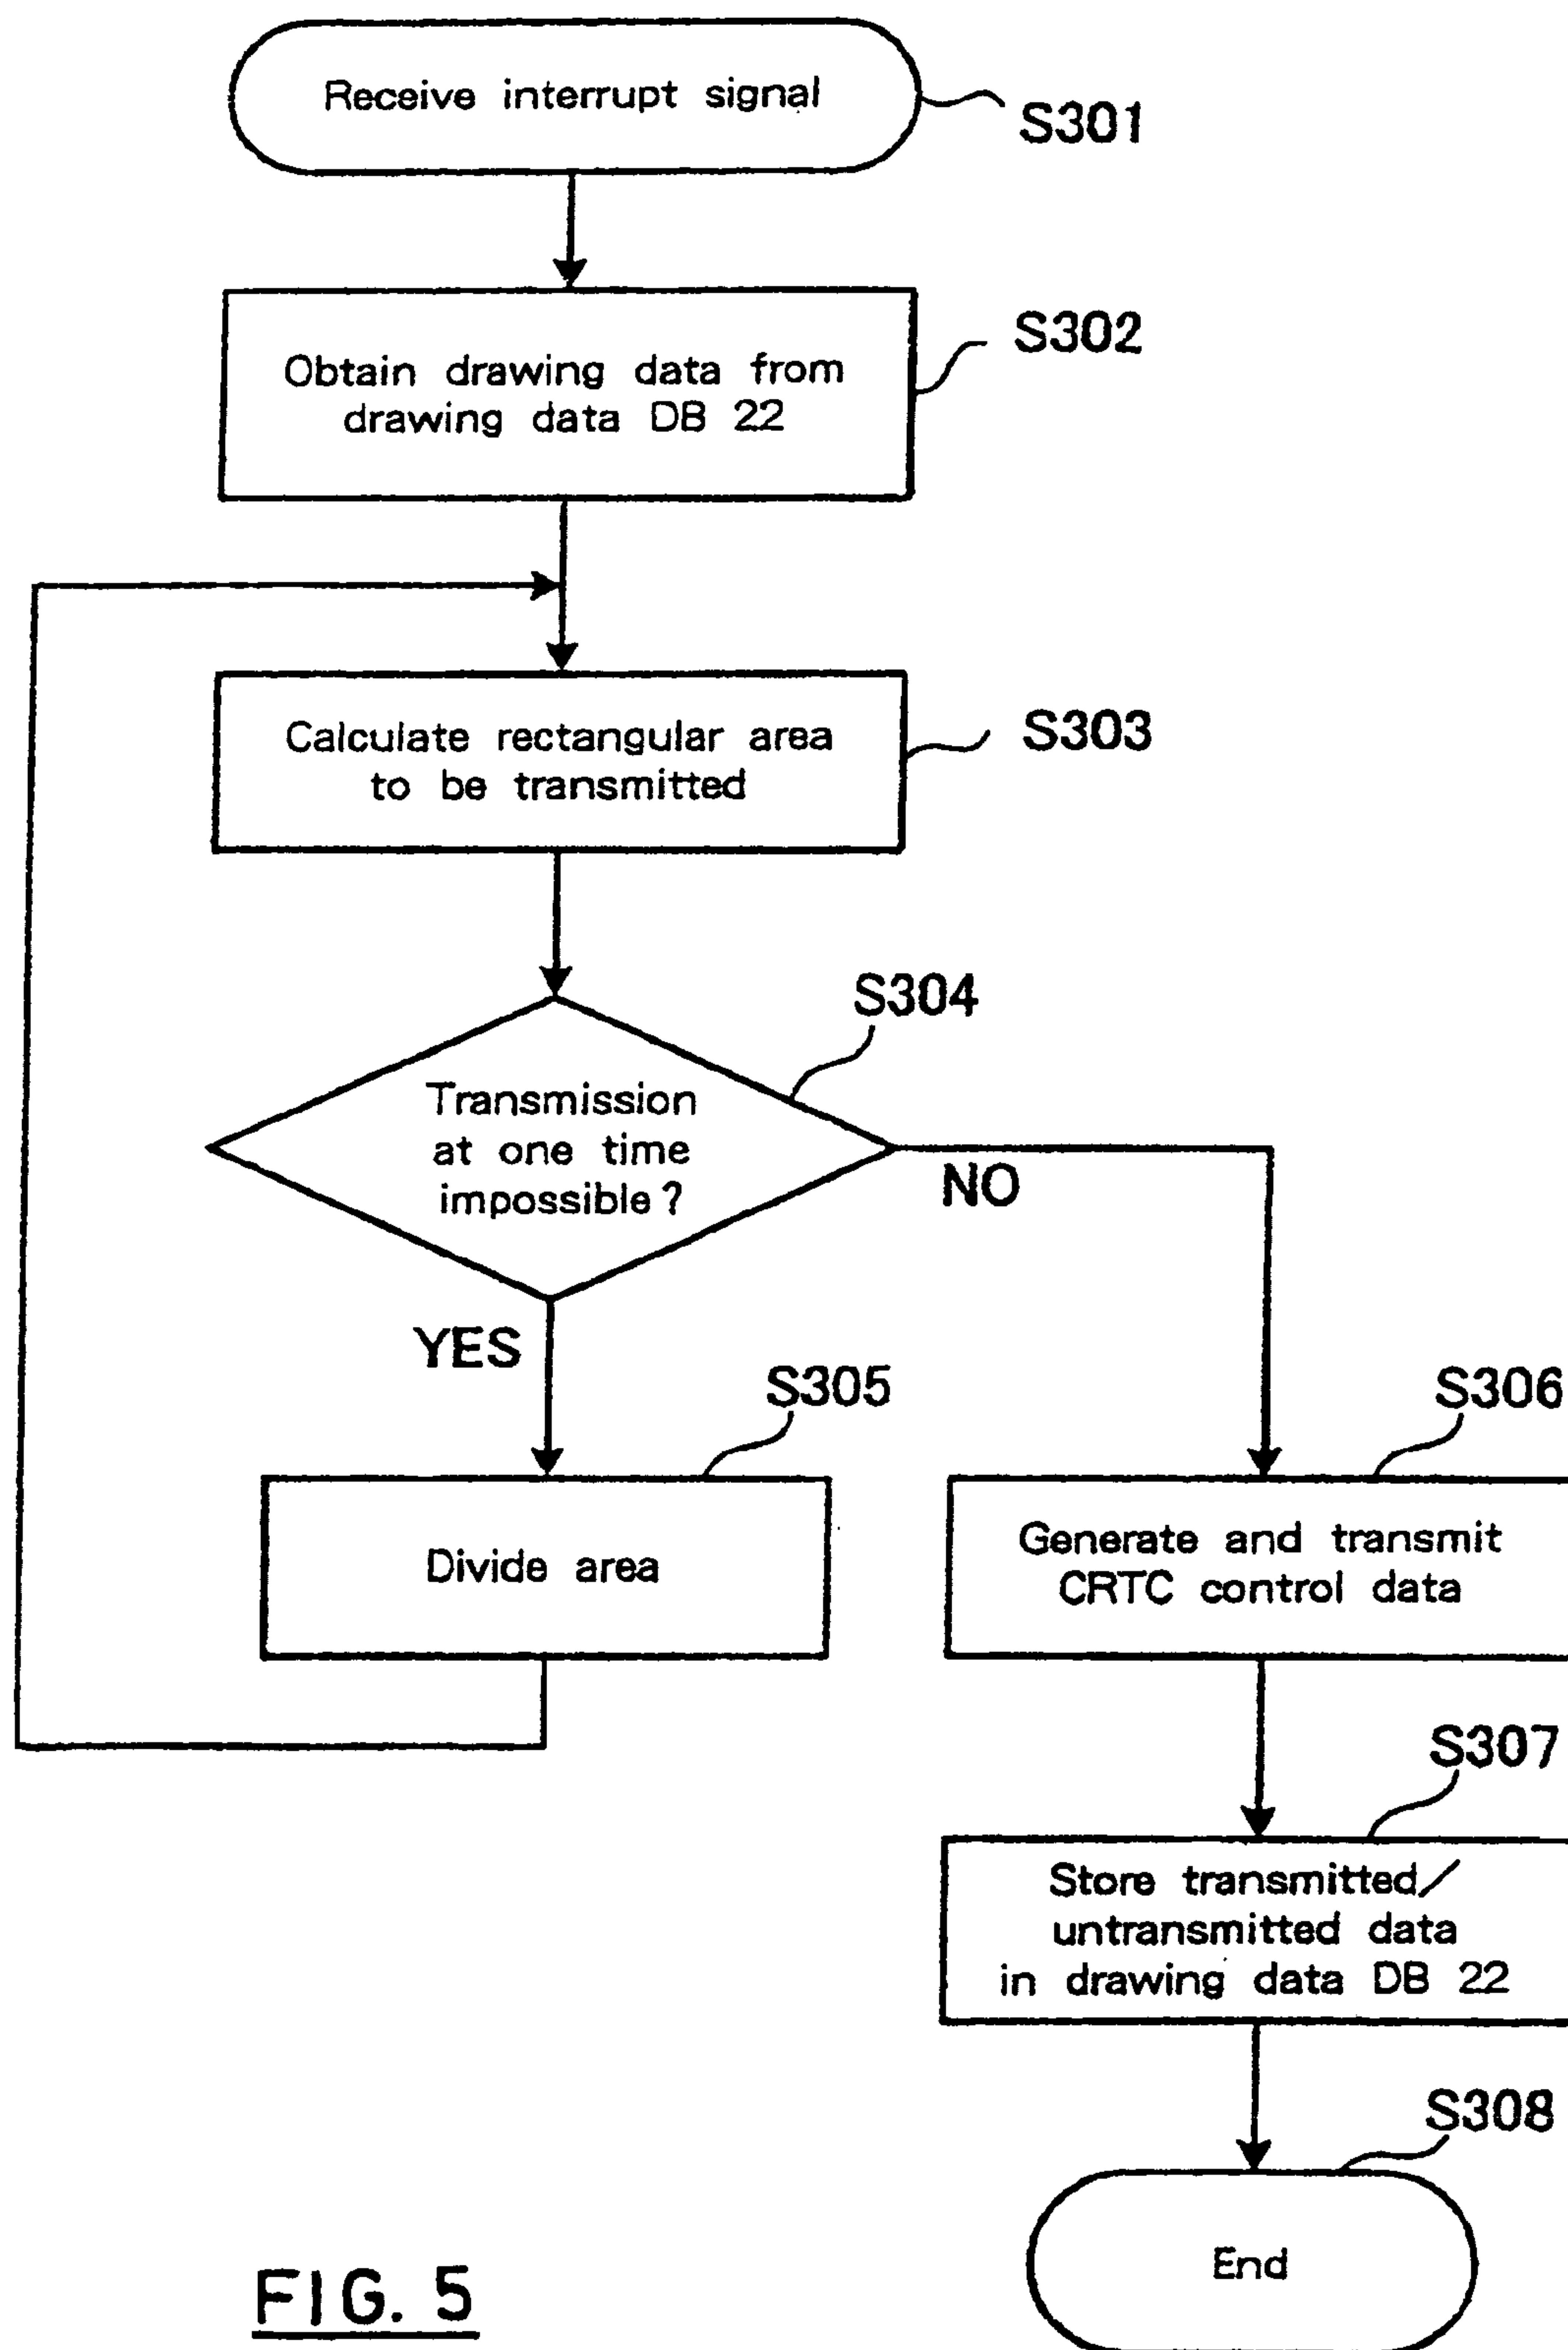 Receive interrupt signal
S301
Obtain drawing data from
drawing data DB 22
S302
Calculate rectangular area
to be transmitted
S303
S304
Transmission
at one time
impossible?
NO
YES
S305
Divide area
S306
Generate and transmit
CRTC control data
S307
Store transmitted/
untransmitted data
in drawing data DB 22
S308
End
FIG. 5